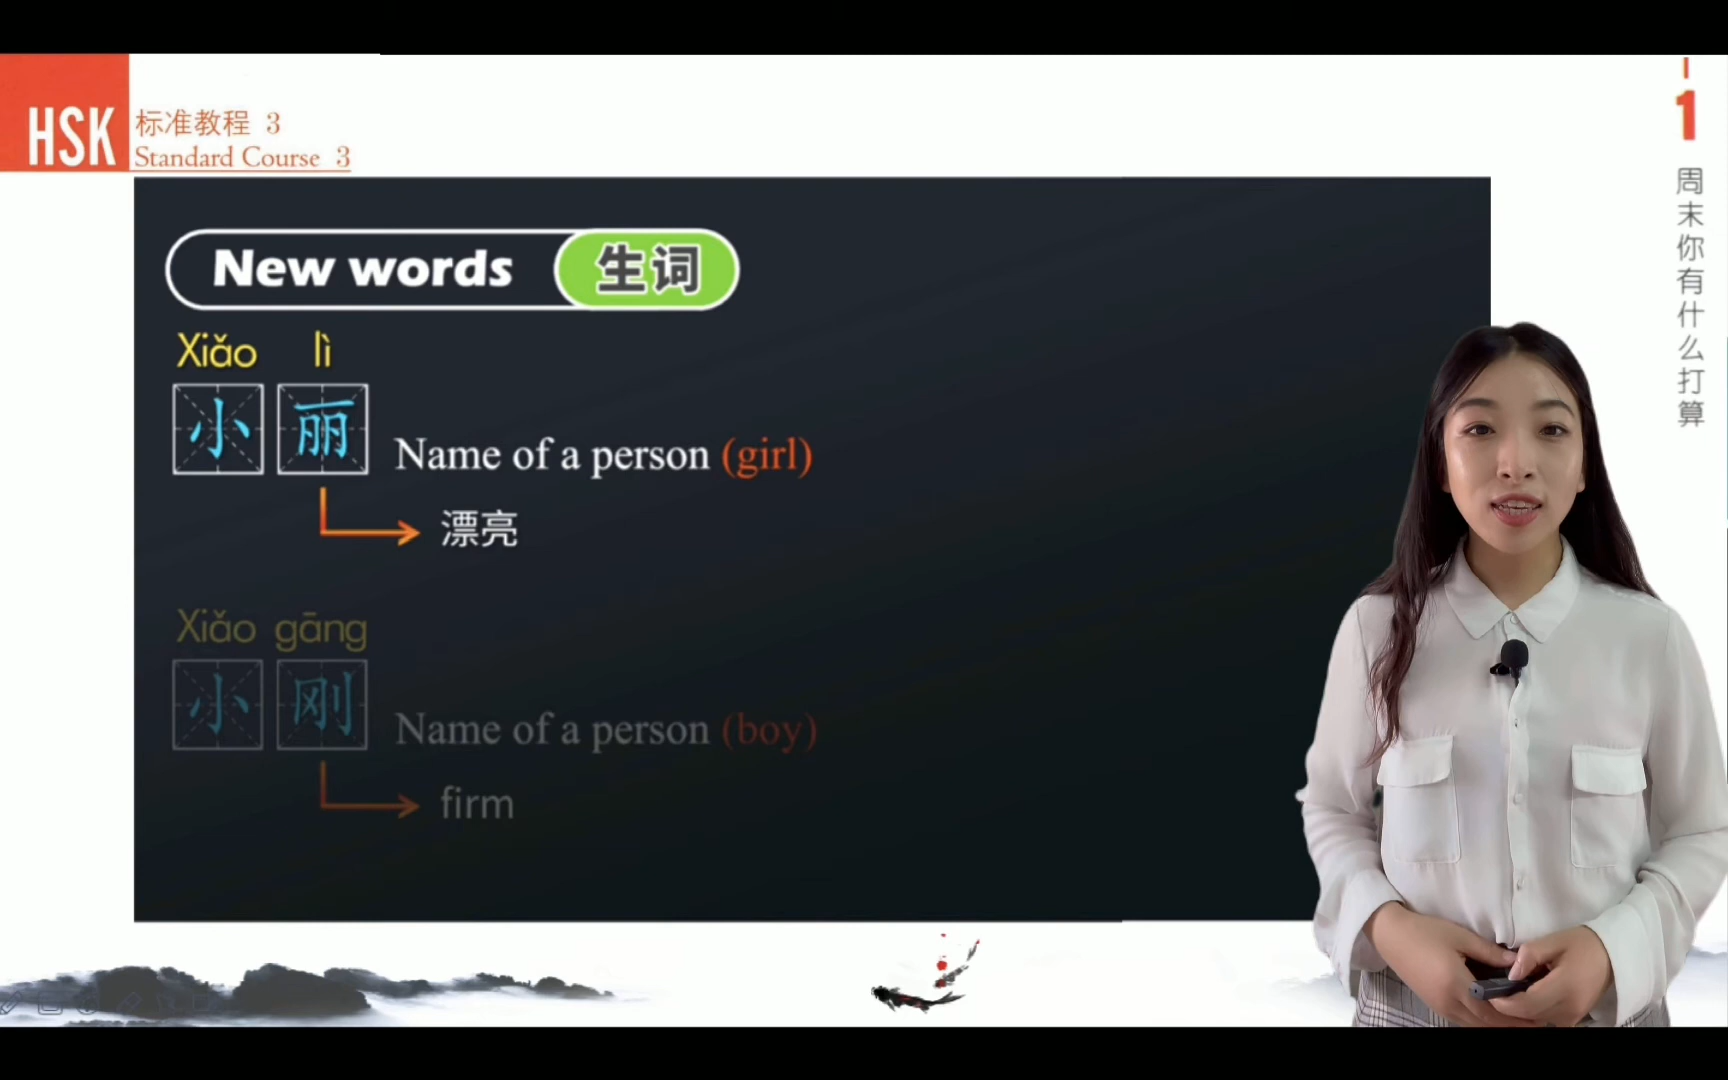 HSK
标准教程 3
Standard Course 3
1
周末你有什么打算
New words 生词
Xiǎo lì
小丽 Name of a person (girl)
漂亮
Xiǎo gāng
小刚 Name of a person (boy)
firm